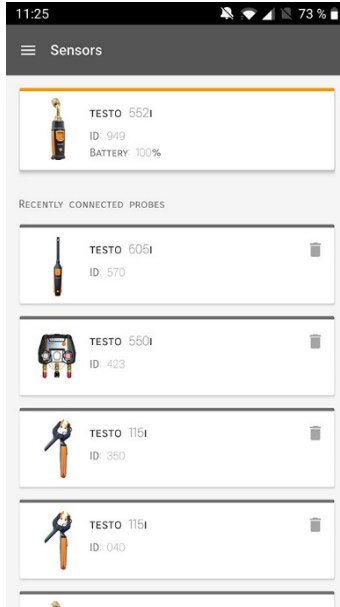 11:25 73 %
Sensors
TESTO 552I
ID: 949
BATTERY: 100%
RECENTLY CONNECTED PROBES
TESTO 605I
ID: 570
TESTO 550I
ID: 423
TESTO 115I
ID: 350
TESTO 115I
ID: 040